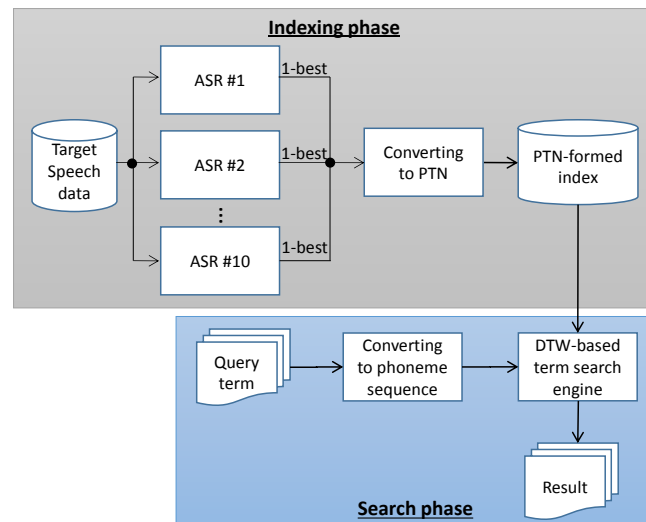 Indexing phase
ASR #1
1-best
Target
Speech
data
ASR #2
1-best
Converting
to PTN
PTN-formed
index
...
ASR #10
1-best
Query
term
Converting
to phoneme
sequence
DTW-based
term search
engine
Result
Search phase